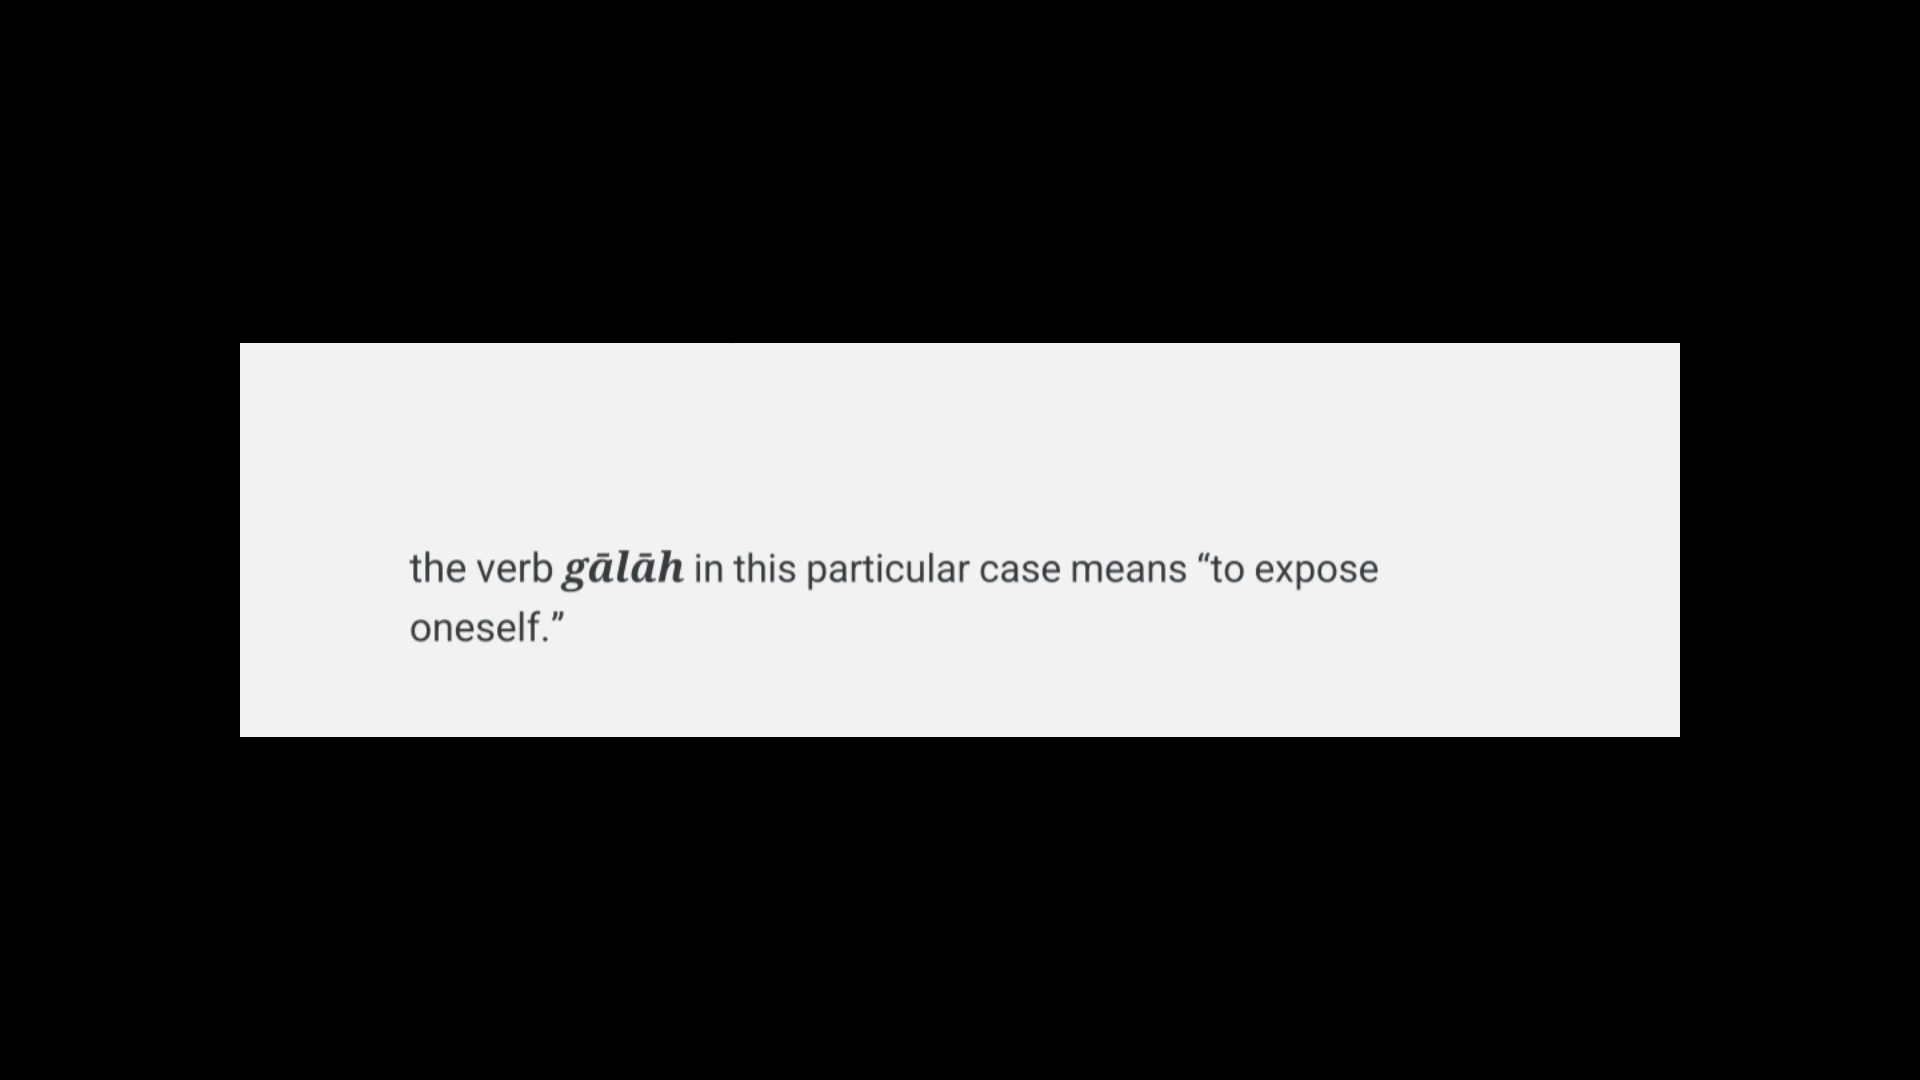 the verb gālāh in this particular case means “to expose
oneself.”